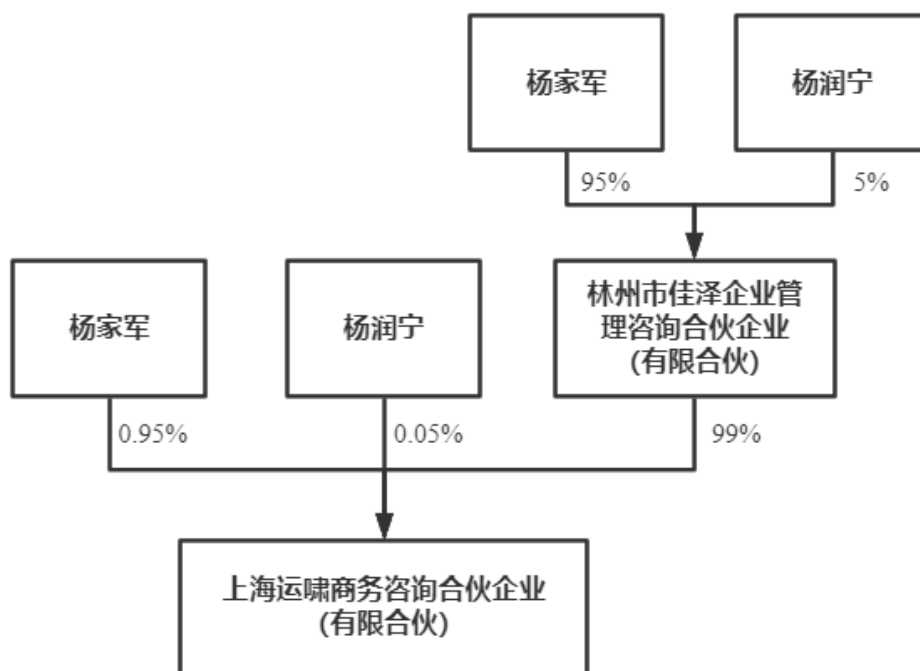 杨家军
杨润宁
95%
5%
杨家军
杨润宁
林州市佳泽企业管
理咨询合伙企业
(有限合伙)
0.95%
0.05%
99%
上海运啸商务咨询合伙企业
(有限合伙)